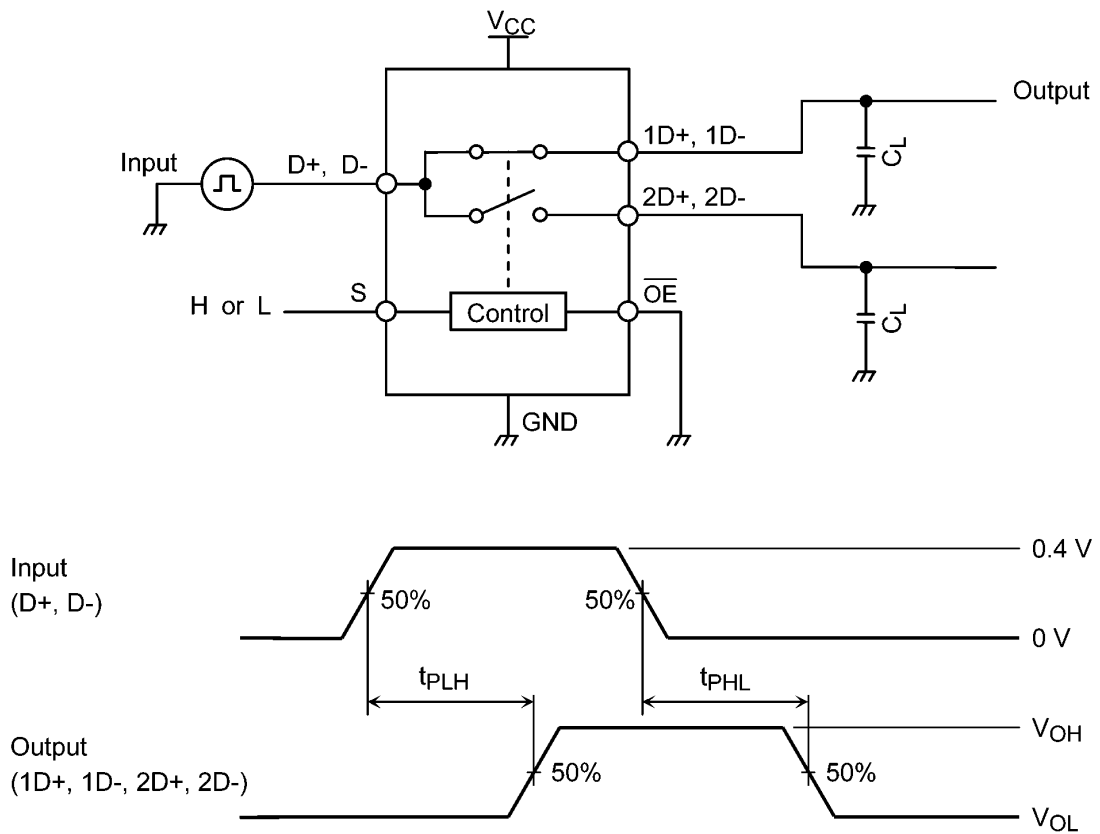 VCC
Output
Input
D+, D-
1D+, 1D-
CL
2D+, 2D-
H or L
S
Control
OE
CL
GND
Input
(D+, D-)
50%
50%
0.4 V
0 V
tPLH
tPHL
Output
(1D+, 1D-, 2D+, 2D-)
50%
50%
VOH
VOL